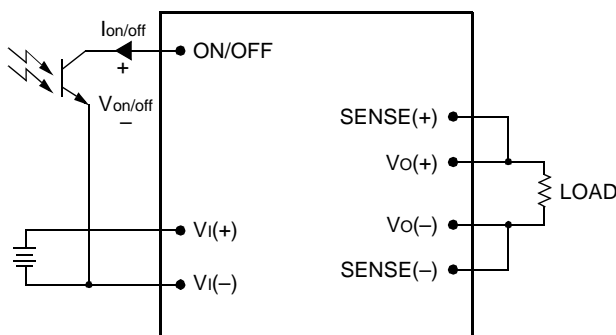 Ion/off
+
ON/OFF
Von/off
–
SENSE(+)
VO(+)
LOAD
VI(+)
VO(–)
VI(–)
SENSE(–)